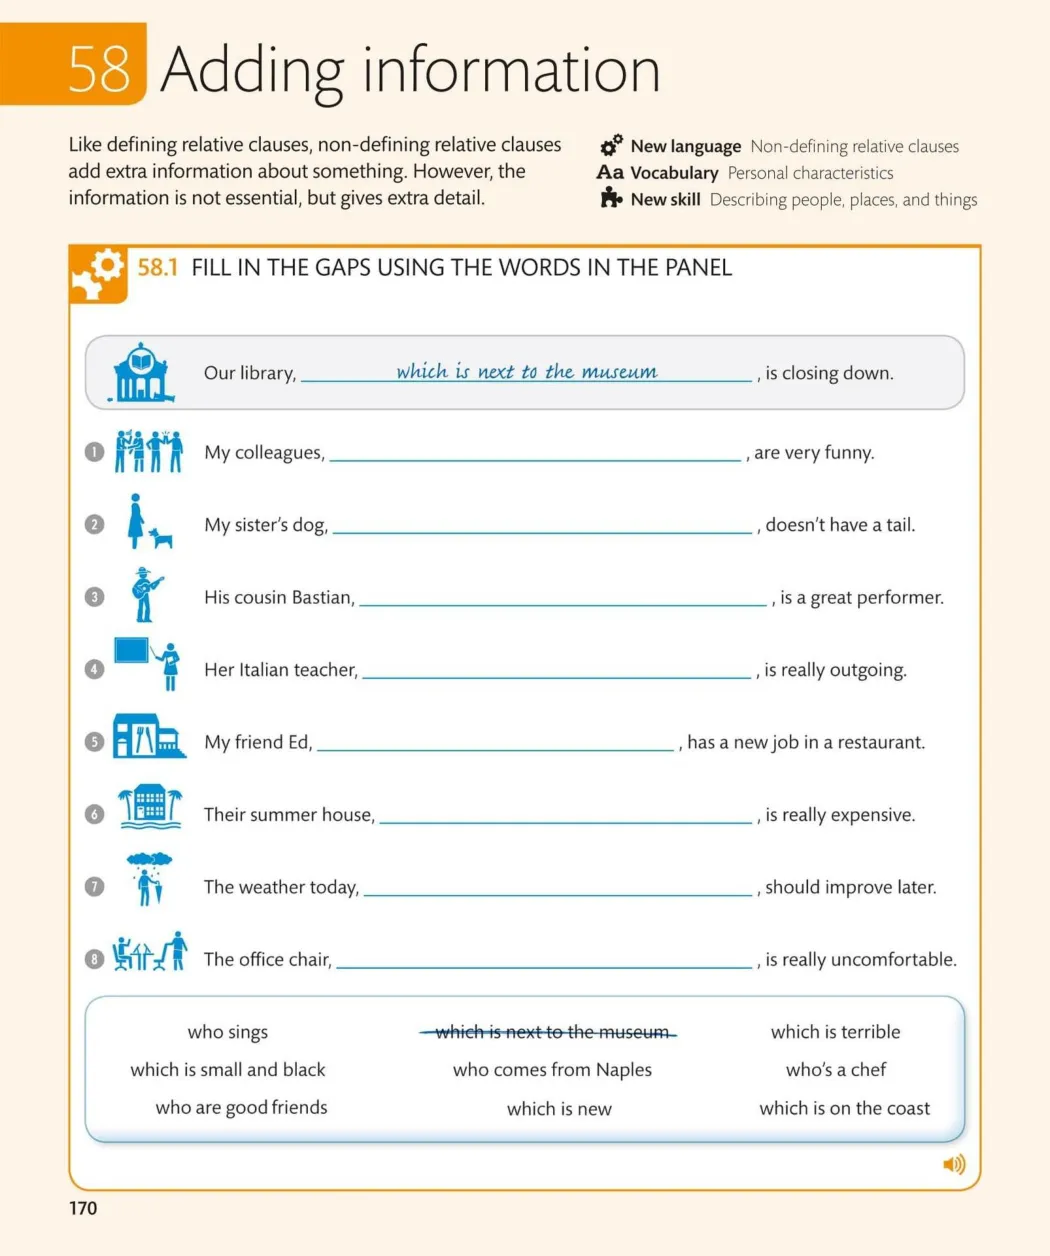 58 Adding information
Like defining relative clauses, non-defining relative clauses
add extra information about something. However, the
information is not essential, but gives extra detail.
New language Non-defining relative clauses
Aa Vocabulary Personal characteristics
New skill Describing people, places, and things
58.1 FILL IN THE GAPS USING THE WORDS IN THE PANEL
Our library, which is next to the museum , is closing down.
1 My colleagues, , are very funny.
2 My sister’s dog, , doesn’t have a tail.
3 His cousin Bastian, , is a great performer.
4 Her Italian teacher, , is really outgoing.
5 My friend Ed, , has a new job in a restaurant.
6 Their summer house, , is really expensive.
7 The weather today, , should improve later.
8 The office chair, , is really uncomfortable.
who sings which is next to the museum which is terrible
which is small and black who comes from Naples who’s a chef
who are good friends which is new which is on the coast
170